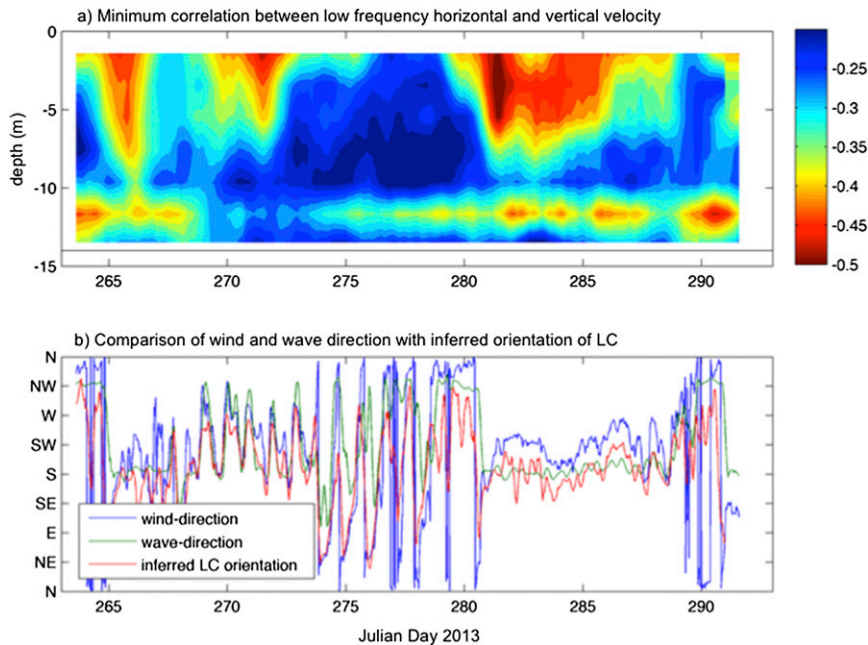 a) Minimum correlation between low frequency horizontal and vertical velocity
0
-5
-10
-15
depth (m)
265 270 275 280 285 290
-0.25
-0.3
-0.35
-0.4
-0.45
-0.5
b) Comparison of wind and wave direction with inferred orientation of LC
N
NW
W
SW
S
SE
E
NE
N
wind-direction
wave-direction
inferred LC orientation
265 270 275 280 285 290
Julian Day 2013